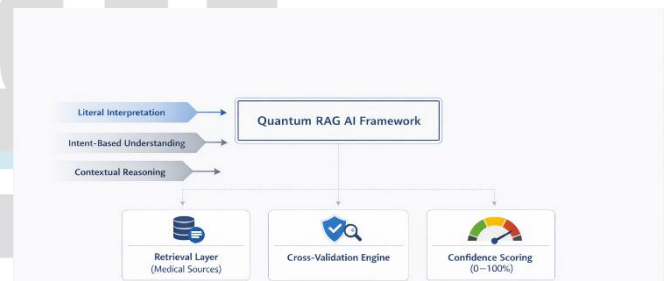 Literal Interpretation
Quantum RAG AI Framework
Intent-Based Understanding
Contextual Reasoning
Retrieval Layer
(Medical Sources)
Cross-Validation Engine
Confidence Scoring
(0–100%)